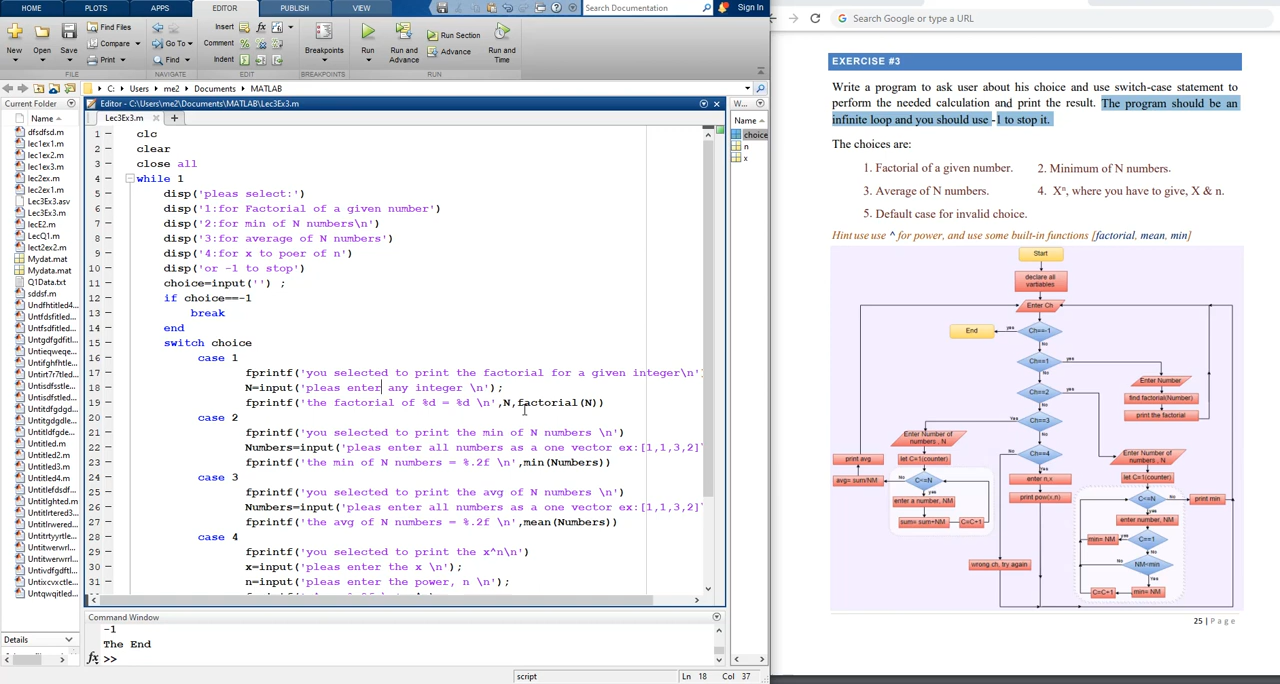 HOME PLOTS APPS EDITOR PUBLISH VIEW Search Documentation Sign In
New Open Save Find Files Compare Print Go To Find Insert Comment Indent Breakpoints Run Run and Advance Run Section Advance Run and Time
FILE NAVIGATE EDIT BREAKPOINTS RUN
C: Users me2 Documents MATLAB
Current Folder
Name
dfsdfsd.m
lec1ex1.m
lec1ex2.m
lec1ex3.m
lec2ex.m
lec2ex1.m
Lec3Ex3.asv
Lec3Ex3.m
lecE2.m
LecQ1.m
lect2ex2.m
Mydat.mat
Mydata.mat
Q1Data.txt
sddsf.m
Details
Editor - C:\Users\me2\Documents\MATLAB\Lec3Ex3.m
Lec3Ex3.m
1 clc
2 clear
3 close all
4 while 1
5 disp('pleas select:')
6 disp('1:for Factorial of a given number')
7 disp('2:for min of N numbers\n')
8 disp('3:for average of N numbers')
9 disp('4:for x to poer of n')
10 disp('or -1 to stop')
11 choice=input('') ;
12 if choice==-1
13 break
14 end
15 switch choice
16 case 1
17 fprintf('you selected to print the factorial for a given integer\n'
18 N=input('pleas enter any integer \n');
19 fprintf('the factorial of %d = %d \n',N,factorial(N))
20 case 2
21 fprintf('you selected to print the min of N numbers \n')
22 Numbers=input('pleas enter all numbers as a one vector ex:[1,1,3,2]
23 fprintf('the min of N numbers = %.2f \n',min(Numbers))
24 case 3
25 fprintf('you selected to print the avg of N numbers \n')
26 Numbers=input('pleas enter all numbers as a one vector ex:[1,1,3,2]
27 fprintf('the avg of N numbers = %.2f \n',mean(Numbers))
28 case 4
29 fprintf('you selected to print the x^n\n')
30 x=input('pleas enter the x \n');
31 n=input('pleas enter the power, n \n');
Command Window
-1
The End
fx >>
script Ln 18 Col 37
W...
Name
choice
n
x
Search Google or type a URL
EXERCISE #3
Write a program to ask user about his choice and use switch-case statement to
perform the needed calculation and print the result. The program should be an
infinite loop and you should use -1 to stop it.
The choices are:
1. Factorial of a given number. 2. Minimum of N numbers.
3. Average of N numbers. 4. Xⁿ, where you have to give, X & n.
5. Default case for invalid choice.
Hint use use ^ for power, and use some built-in functions [factorial, mean, min]
Start
declare all vartiables
Enter Ch
End yes Ch==-1
No
Ch==1 yes
Enter Number
find factorial(Number)
print the factorial
No
Ch==2 yes
No
Yes Ch==3
Enter Number of numbers , N
let C=1(counter)
C<=N
No
yes
enter a number, NM
sum= sum+NM C=C+1
avg= sum/NM
print avg
No
Ch==4
Yes
enter n,x
print pow(x,n)
wrong ch, try again
Enter Number of numbers , N
let C=1(counter)
C<=N No print min
yes
enter number, NM
min= NM yes C==1
No
No NM<min
Yes
C=C+1 min= NM
25 | Page